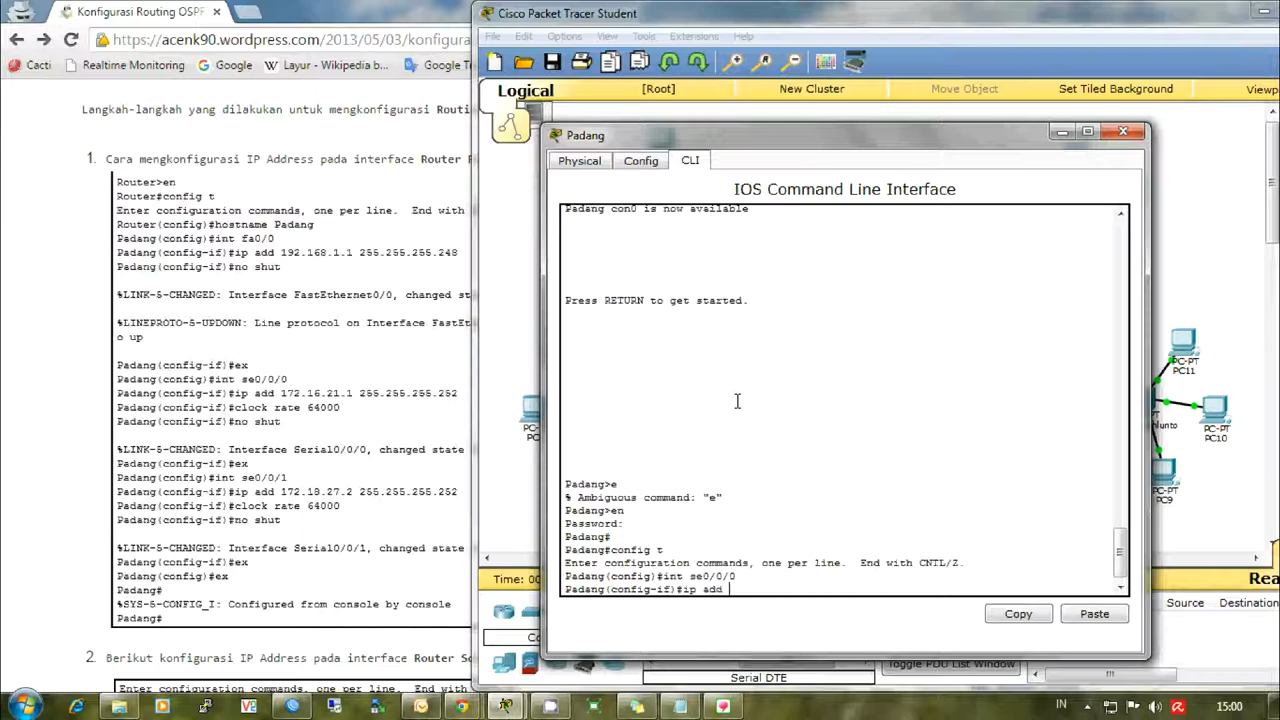 Konfigurasi Routing OSPF
https://acenk90.wordpress.com/2013/05/03/konfigura
Cacti
Realtime Monitoring
Google
Layur - Wikipedia b...
Google T
Langkah-langkah yang dilakukan untuk mengkonfigurasi Routi
1. Cara mengkonfigurasi IP Address pada interface Router P
Router>en
Router#config t
Enter configuration commands, one per line. End with
Router(config)#hostname Padang
Padang(config)#int fa0/0
Padang(config-if)#ip add 192.168.1.1 255.255.255.248
Padang(config-if)#no shut
%LINK-5-CHANGED: Interface FastEthernet0/0, changed sta
%LINEPROTO-5-UPDOWN: Line protocol on Interface FastEt
o up
Padang(config-if)#ex
Padang(config)#int se0/0/0
Padang(config-if)#ip add 172.16.21.1 255.255.255.252
Padang(config-if)#clock rate 64000
Padang(config-if)#no shut
%LINK-5-CHANGED: Interface Serial0/0/0, changed state
Padang(config-if)#ex
Padang(config)#int se0/0/1
Padang(config-if)#ip add 172.18.27.2 255.255.255.252
Padang(config-if)#clock rate 64000
Padang(config-if)#no shut
%LINK-5-CHANGED: Interface Serial0/0/1, changed state
Padang(config-if)#ex
Padang(config)#ex
Padang#
%SYS-5-CONFIG_I: Configured from console by console
Padang#
2. Berikut konfigurasi IP Address pada interface Router So
Enter configuration commands, one per line. End w
Cisco Packet Tracer Student
File Edit Options View Tools Extensions Help
Logical
[Root]
New Cluster
Move Object
Set Tiled Background
Viewp
Padang
Physical
Config
CLI
IOS Command Line Interface
Padang con0 is now available
Press RETURN to get started.
Padang>e
% Ambiguous command: "e"
Padang>en
Password:
Padang#
Padang#config t
Enter configuration commands, one per line. End with CNTL/Z.
Padang(config)#int se0/0/0
Padang(config-if)#ip add
Copy
Paste
PC-PT
PC11
PC-PT
PC10
PC-PT
PC9
Time: 00
Rea
Source
Destination
Toggle PDU List Window
Serial DTE
IN
15:00